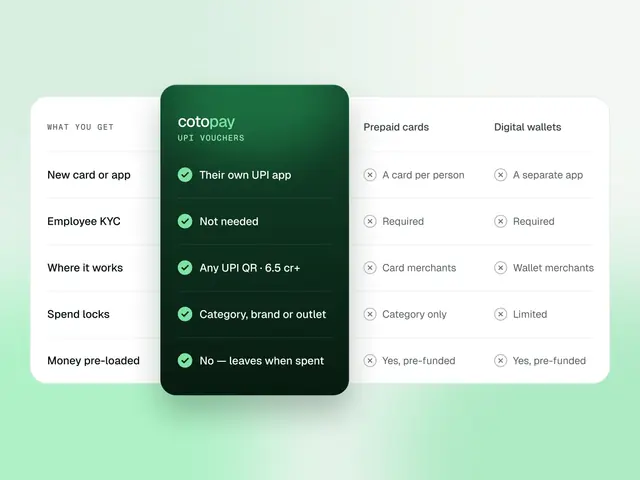 WHAT YOU GET
cotopay
UPI VOUCHERS
Prepaid cards
Digital wallets
New card or app
Their own UPI app
A card per person
A separate app
Employee KYC
Not needed
Required
Required
Where it works
Any UPI QR · 6.5 cr+
Card merchants
Wallet merchants
Spend locks
Category, brand or outlet
Category only
Limited
Money pre-loaded
No — leaves when spent
Yes, pre-funded
Yes, pre-funded